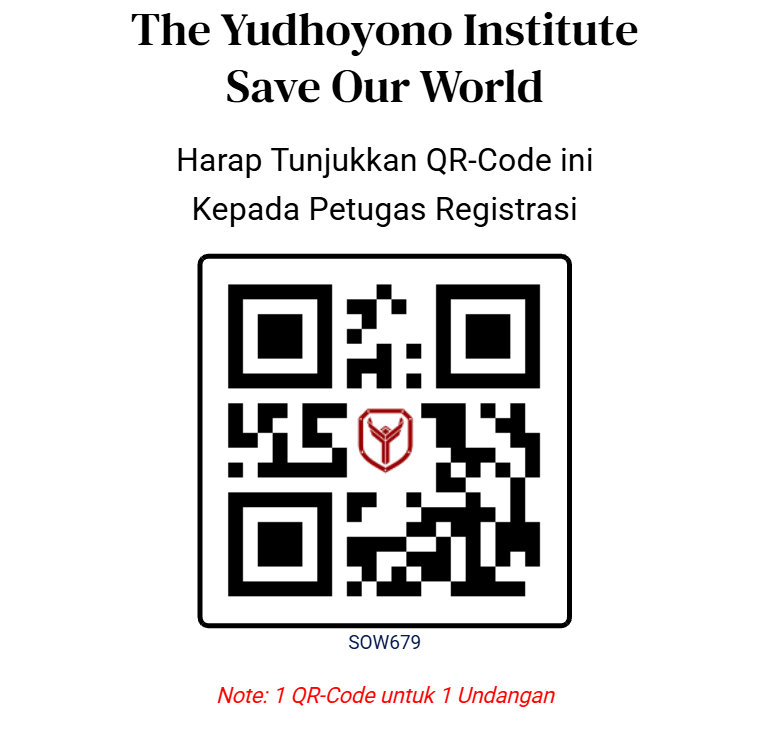 The Yudhoyono Institute
Save Our World
Harap Tunjukkan QR-Code ini
Kepada Petugas Registrasi
SOW679
Note: 1 QR-Code untuk 1 Undangan